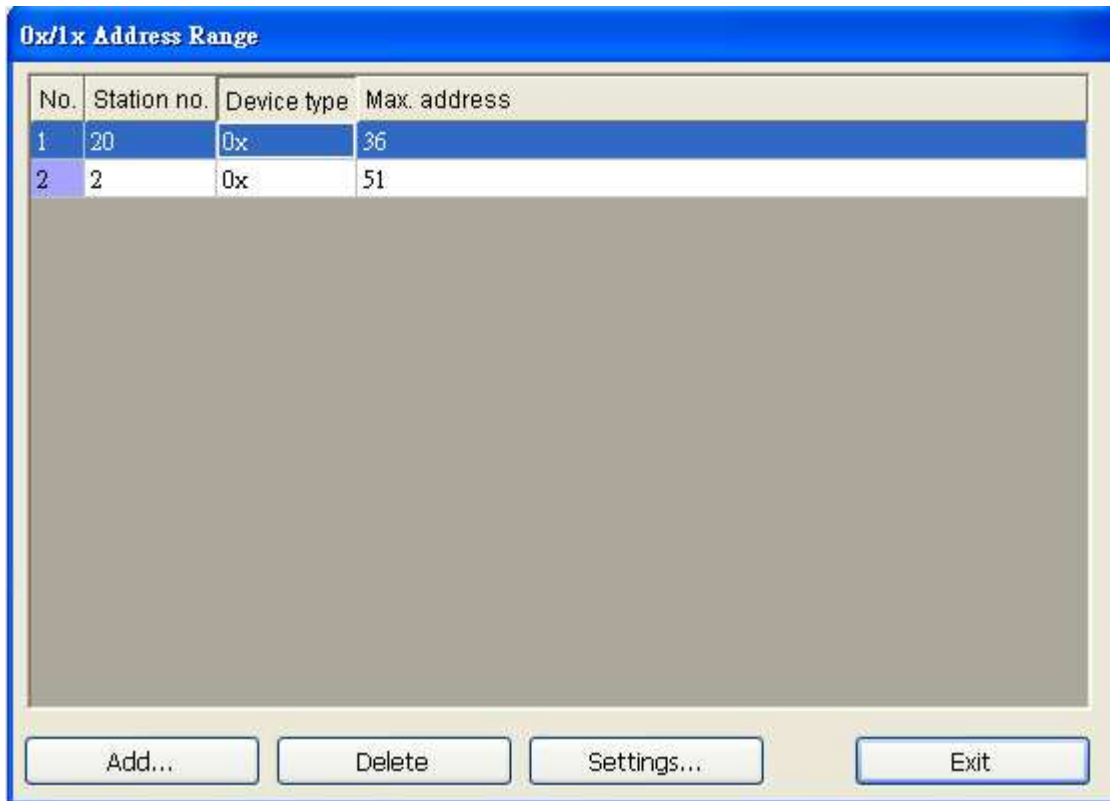 0x/1x Address Range
No. Station no. Device type Max. address
1 20 0x 36
2 2 0x 51
Add... Delete Settings... Exit